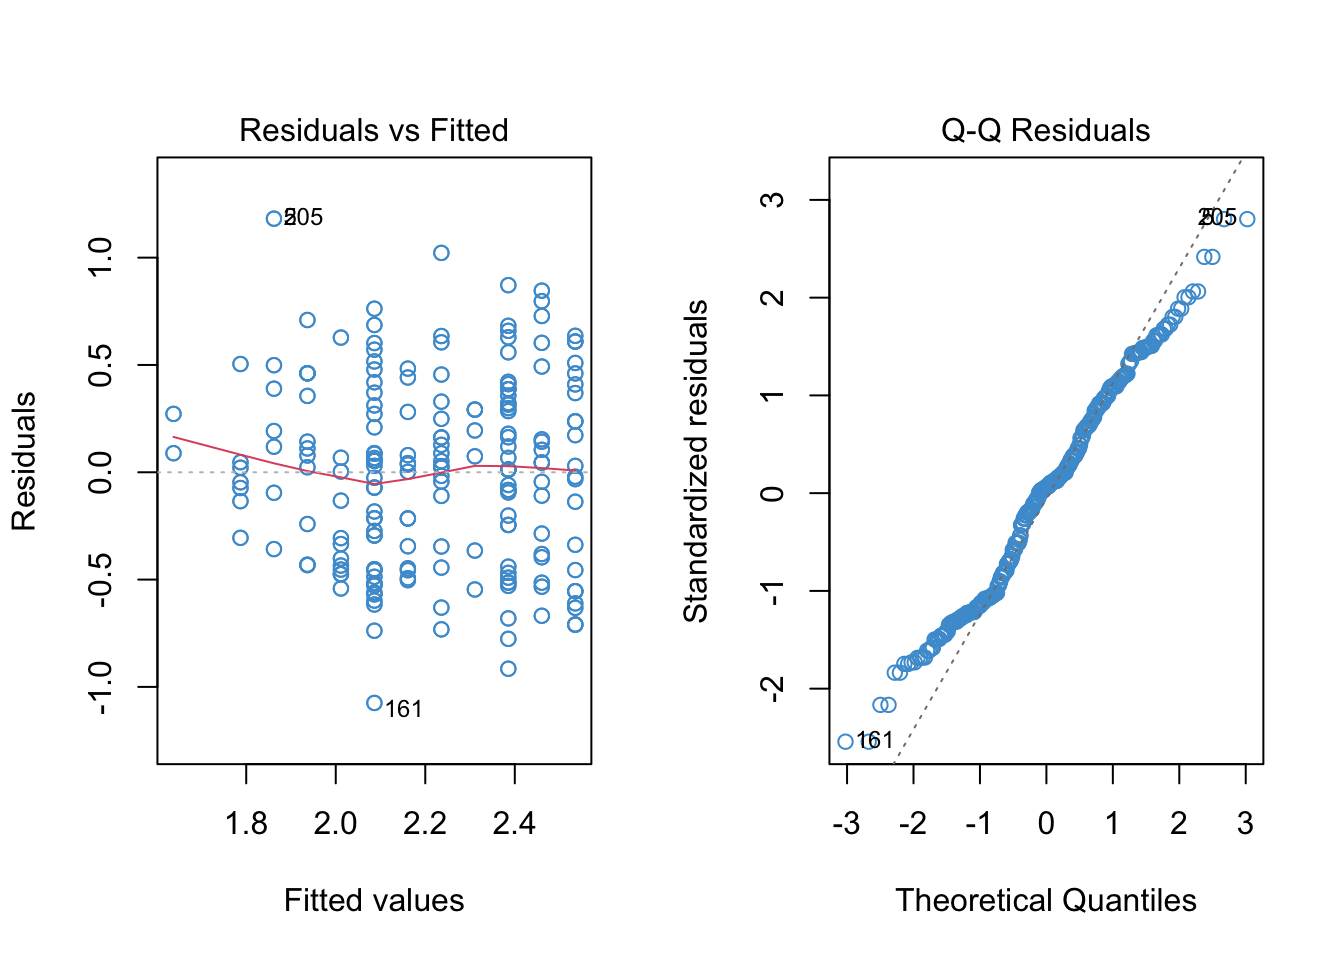 Residuals vs Fitted
Residuals
1.0
0.5
0.0
-0.5
-1.0
205
161
1.8 2.0 2.2 2.4
Fitted values
Q-Q Residuals
Standardized residuals
3
2
1
0
-1
-2
205
161
-3 -2 -1 0 1 2 3
Theoretical Quantiles